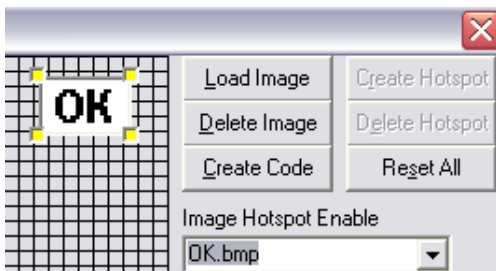 OK
Load Image
Create Hotspot
Delete Image
Delete Hotspot
Create Code
Reset All
Image Hotspot Enable
OK.bmp